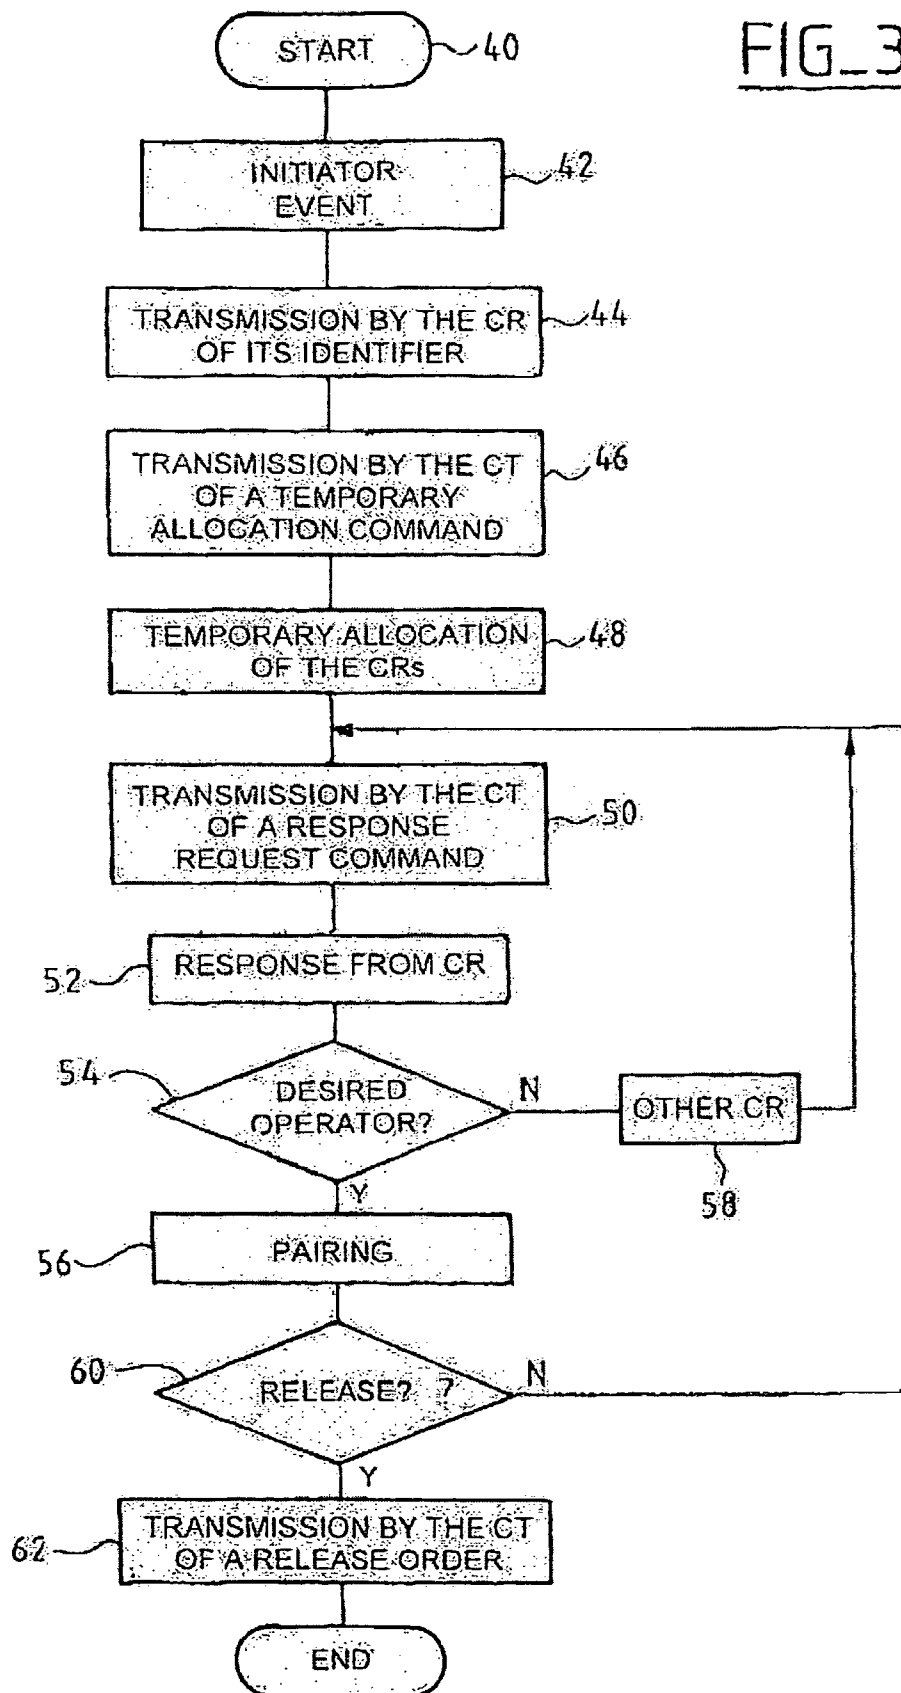 FIG_3
START
40
INITIATOR
EVENT
42
TRANSMISSION BY THE CR
OF ITS IDENTIFIER
44
TRANSMISSION BY THE CT
OF A TEMPORARY
ALLOCATION COMMAND
46
TEMPORARY ALLOCATION
OF THE CRs
48
TRANSMISSION BY THE CT
OF A RESPONSE
REQUEST COMMAND
50
RESPONSE FROM CR
52
54
DESIRED
OPERATOR?
N
OTHER CR
58
Y
PAIRING
56
60
RELEASE? ?
N
Y
TRANSMISSION BY THE CT
OF A RELEASE ORDER
62
END